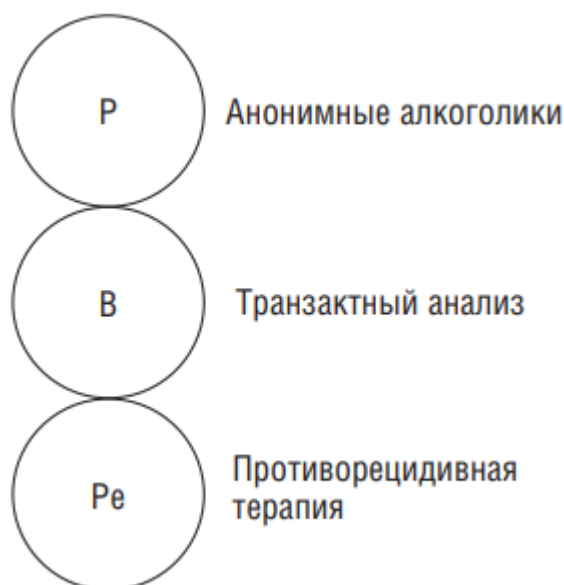 Р
Анонимные алкоголики
В
Транзактный анализ
Ре
Противорецидивная
терапия